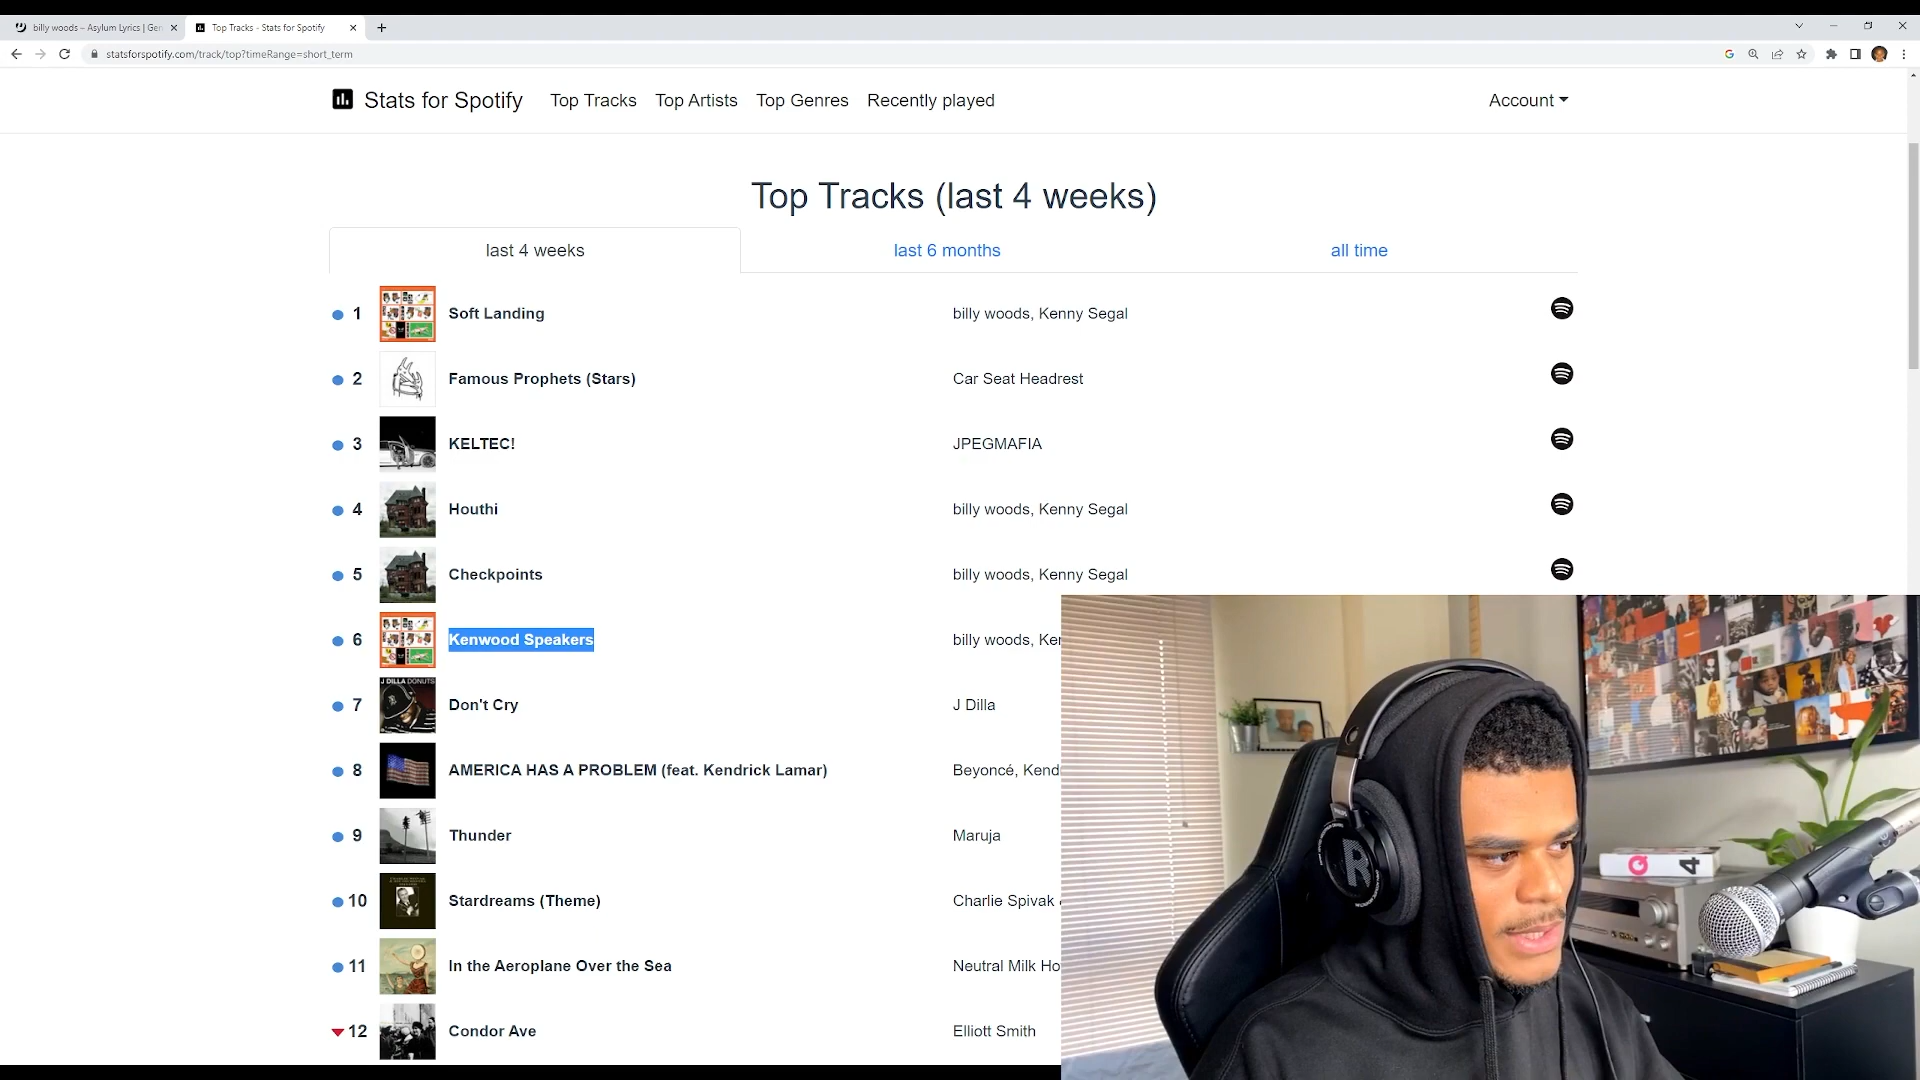 billy woods – Asylum Lyrics | Gen
Top Tracks - Stats for Spotify
statsforspotify.com/track/top?timeRange=short_term
Stats for Spotify Top Tracks Top Artists Top Genres Recently played Account
Top Tracks (last 4 weeks)
last 4 weeks last 6 months all time
1 Soft Landing billy woods, Kenny Segal
2 Famous Prophets (Stars) Car Seat Headrest
3 KELTEC! JPEGMAFIA
4 Houthi billy woods, Kenny Segal
5 Checkpoints billy woods, Kenny Segal
6 Kenwood Speakers billy woods, Ken
J DILLA DONUTS
7 Don't Cry J Dilla
8 AMERICA HAS A PROBLEM (feat. Kendrick Lamar) Beyoncé, Kend
9 Thunder Maruja
10 Stardreams (Theme) Charlie Spivak
11 In the Aeroplane Over the Sea Neutral Milk Ho
12 Condor Ave Elliott Smith
R
Q 4